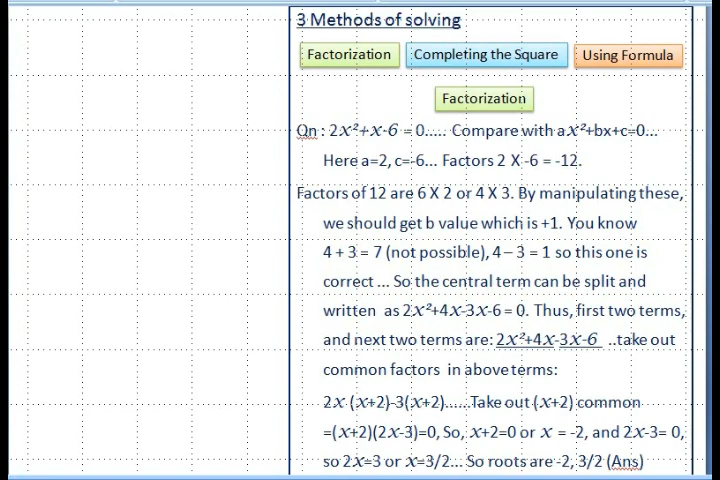 3 Methods of solving
Factorization Completing the Square Using Formula
Factorization
Qn : 2x²+x-6 = 0..... Compare with ax²+bx+c=0...
Here a=2, c=-6... Factors 2 X -6 = -12.
Factors of 12 are 6 X 2 or 4 X 3. By manipulating these,
we should get b value which is +1. You know
4 + 3 = 7 (not possible), 4 – 3 = 1 so this one is
correct ... So the central term can be split and
written as 2x²+4x-3x-6 = 0. Thus, first two terms,
and next two terms are: 2x²+4x-3x-6 ..take out
common factors in above terms:
2x (x+2)-3(x+2)......Take out (x+2) common
=(x+2)(2x-3)=0, So, x+2=0 or x = -2, and 2x-3= 0,
so 2x=3 or x=3/2... So roots are -2, 3/2 (Ans)